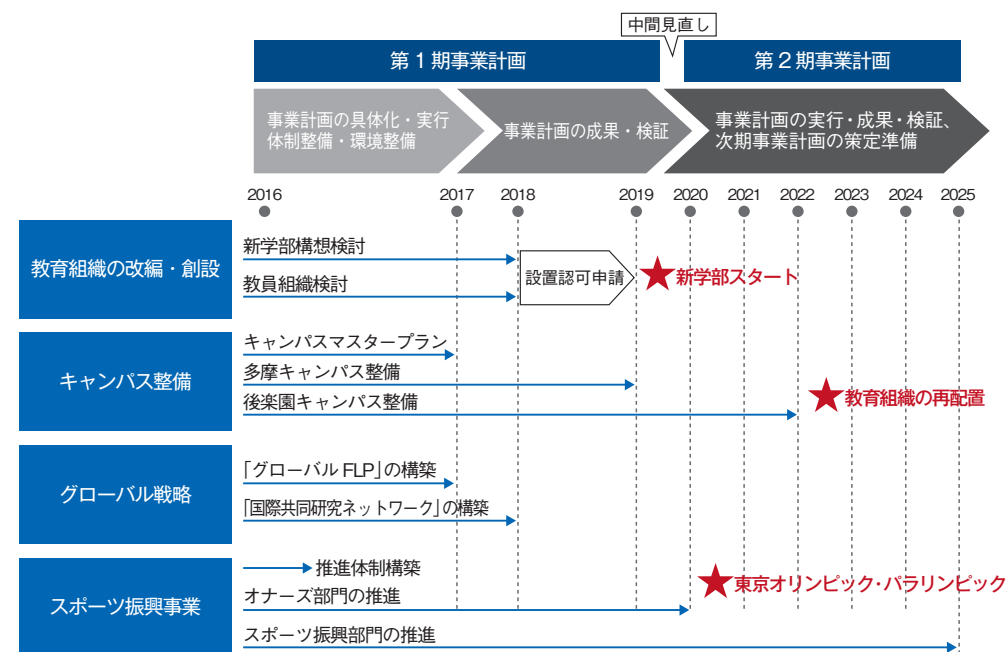 中間見直し
第1期事業計画
第2期事業計画
事業計画の具体化・実行
体制整備・環境整備
事業計画の成果・検証
事業計画の実行・成果・検証、
次期事業計画の策定準備
2016
2017
2018
2019
2020
2021
2022
2023
2024
2025
教育組織の改編・創設
新学部構想検討
教員組織検討
設置認可申請
新学部スタート
キャンパス整備
キャンパスマスタープラン
多摩キャンパス整備
後楽園キャンパス整備
教育組織の再配置
グローバル戦略
「グローバル FLP」の構築
「国際共同研究ネットワーク」の構築
スポーツ振興事業
推進体制構築
オナーズ部門の推進
東京オリンピック・パラリンピック
スポーツ振興部門の推進